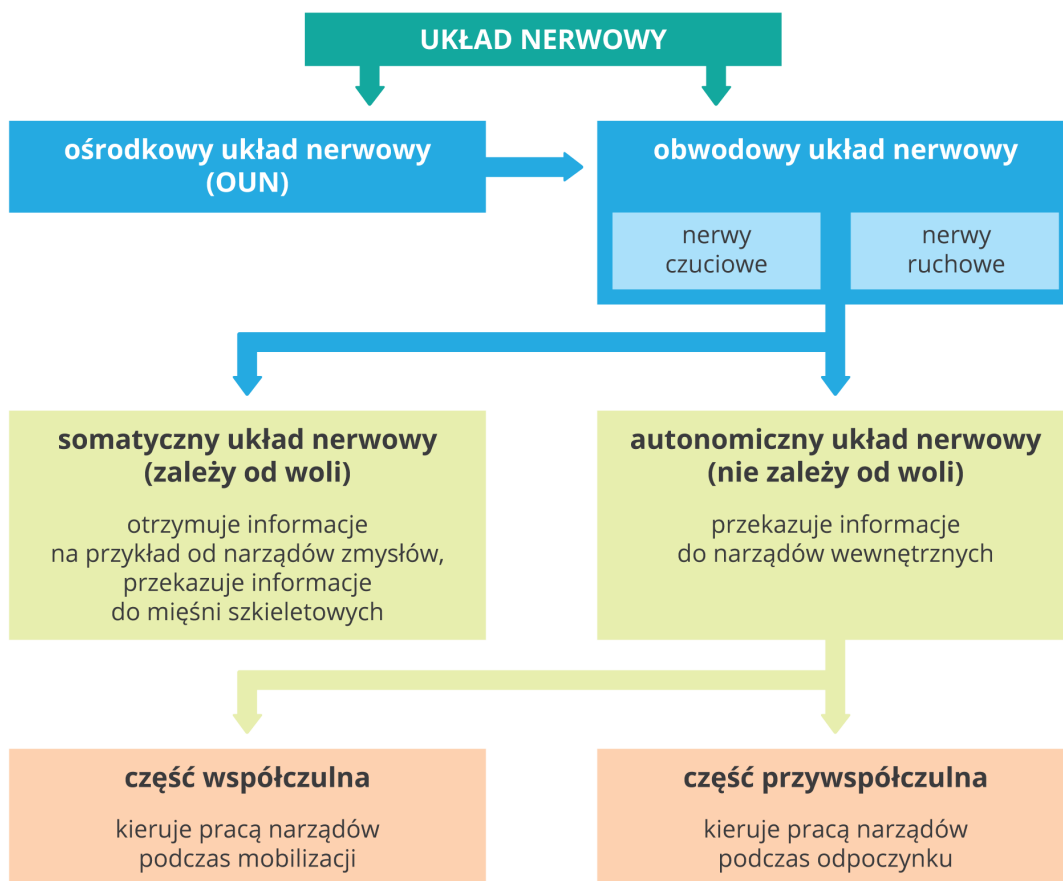 UKŁAD NERWOWY
ośrodkowy układ nerwowy
(OUN)
obwodowy układ nerwowy
nerwy
czuciowe
nerwy
ruchowe
somatyczny układ nerwowy
(zależy od woli)
otrzymuje informacje
na przykład od narządów zmysłów,
przekazuje informacje
do mięśni szkieletowych
autonomiczny układ nerwowy
(nie zależy od woli)
przekazuje informacje
do narządów wewnętrznych
część współczulna
kieruje pracą narządów
podczas mobilizacji
część przywspółczulna
kieruje pracą narządów
podczas odpoczynku